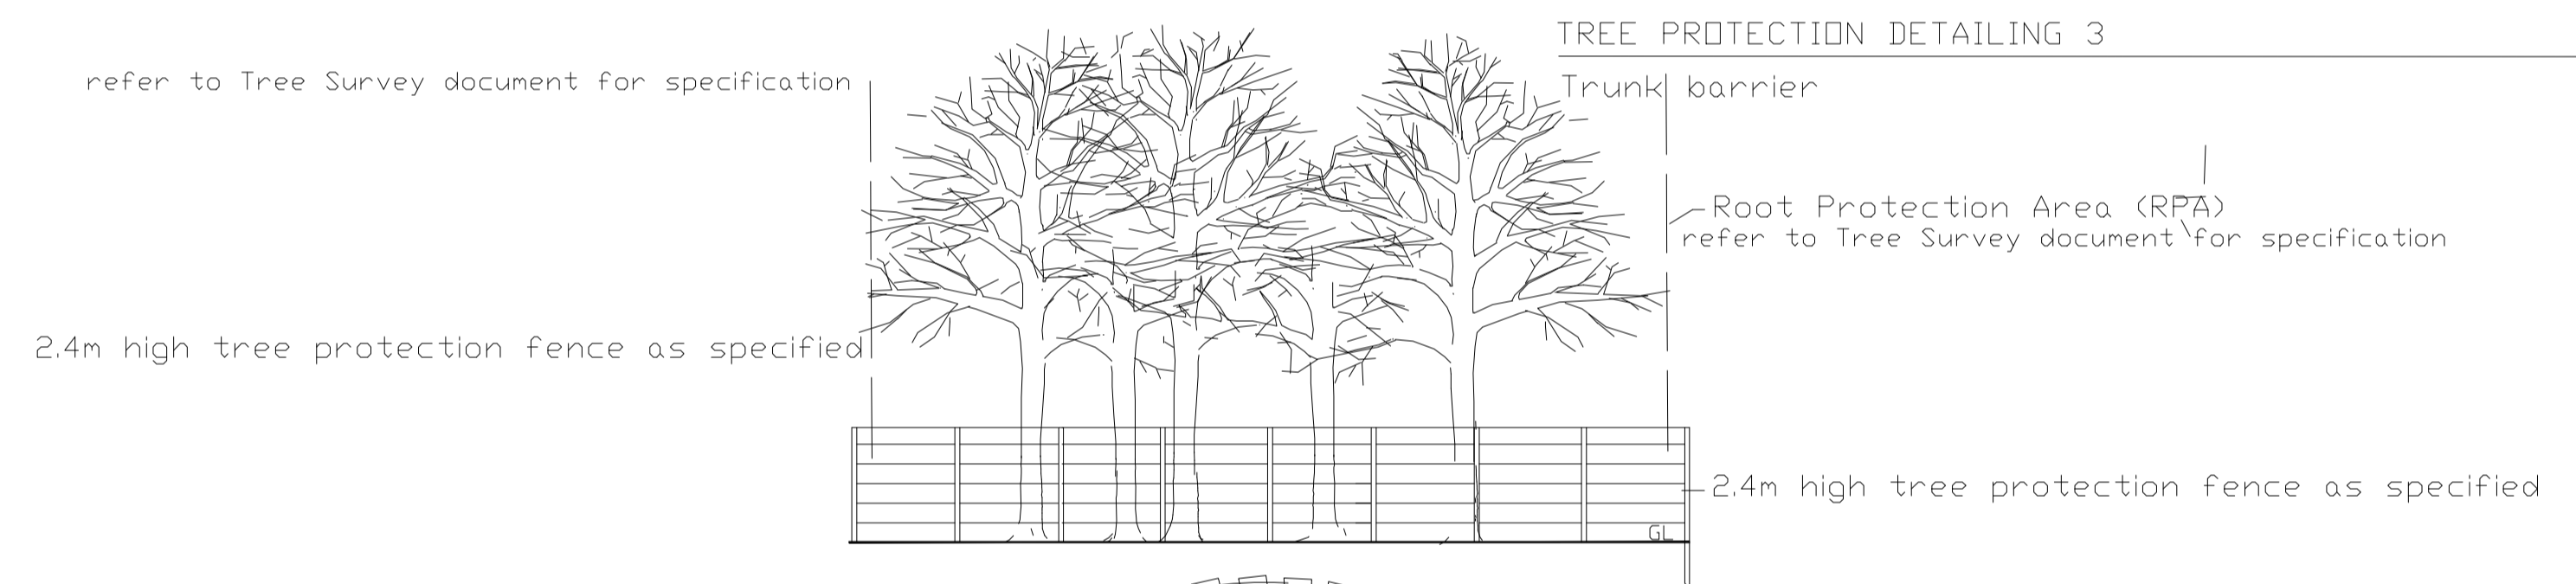 TREE PROTECTION DETAILING 3
refer to Tree Survey document for specification
Trunk barrier
Root Protection Area (RPA)
refer to Tree Survey document for specification
2.4m high tree protection fence as specified
2.4m high tree protection fence as specified
GL